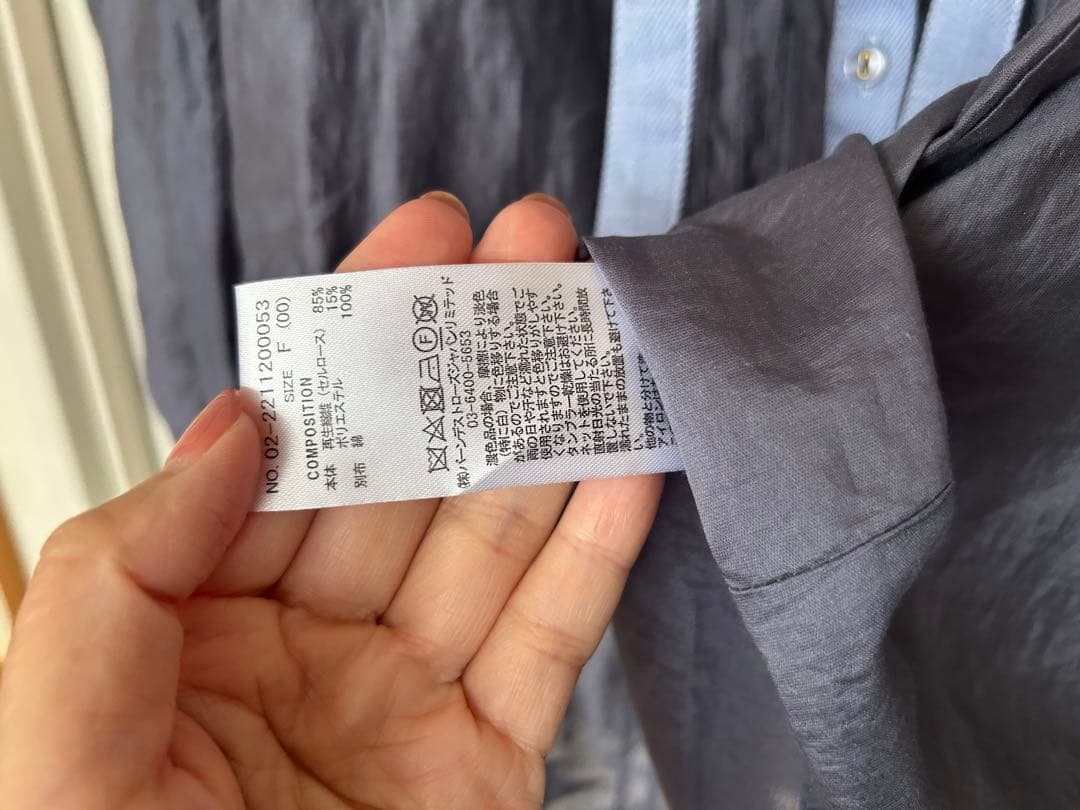 NO. 02-2211200053
SIZE F (00)
COMPOSITION
本体 再生繊維(セルロース) 85%
ポリエステル 15%
別布 綿 100%
F
(株)バーンデストローズジャパンリミテッド
03-6400-5653
濃色品の場合、摩擦により淡色
(特に白)物に色移りする場合
があるのでご注意下さい。
雨の日や汗など濡れた状態でご
使用されますと色移りがしやす
くなりますのでご注意下さい。
タンブラー乾燥はお避け下さい。
ネットを使用してください。
直射日光の当たる所に長時間放
置しないで下さい。
濡れたままの放置も避けて下さ
い。
他の物と分けて
アイロンは